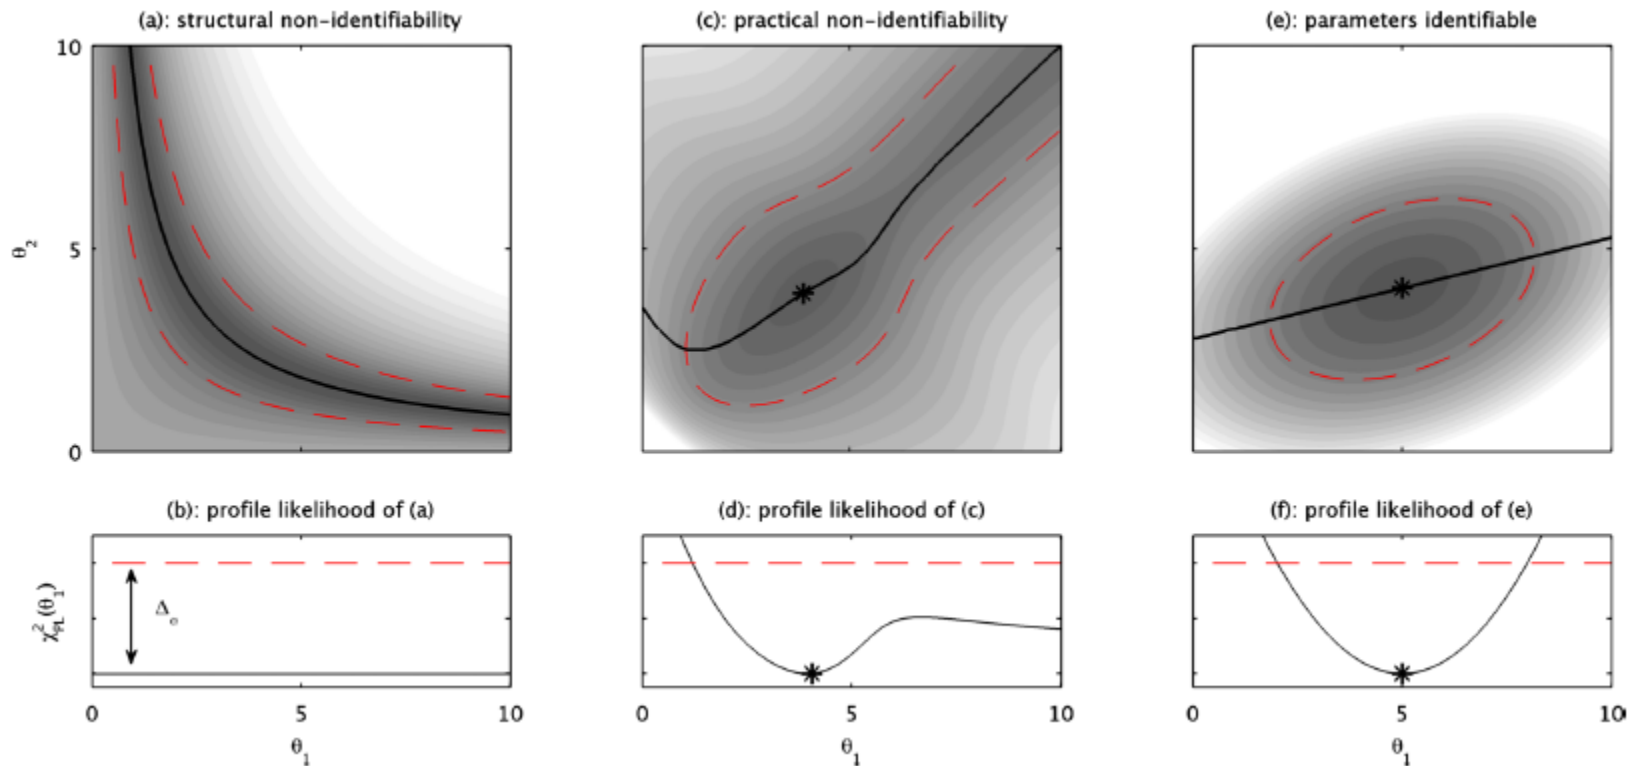 (a): structural non-identifiability
(c): practical non-identifiability
(e): parameters identifiable
10
5
0
θ₂
(b): profile likelihood of (a)
(d): profile likelihood of (c)
(f): profile likelihood of (e)
χ²PL(θ₁)
Δ
0 5 10
0 5 10
0 5 10
θ₁
θ₁
θ₁